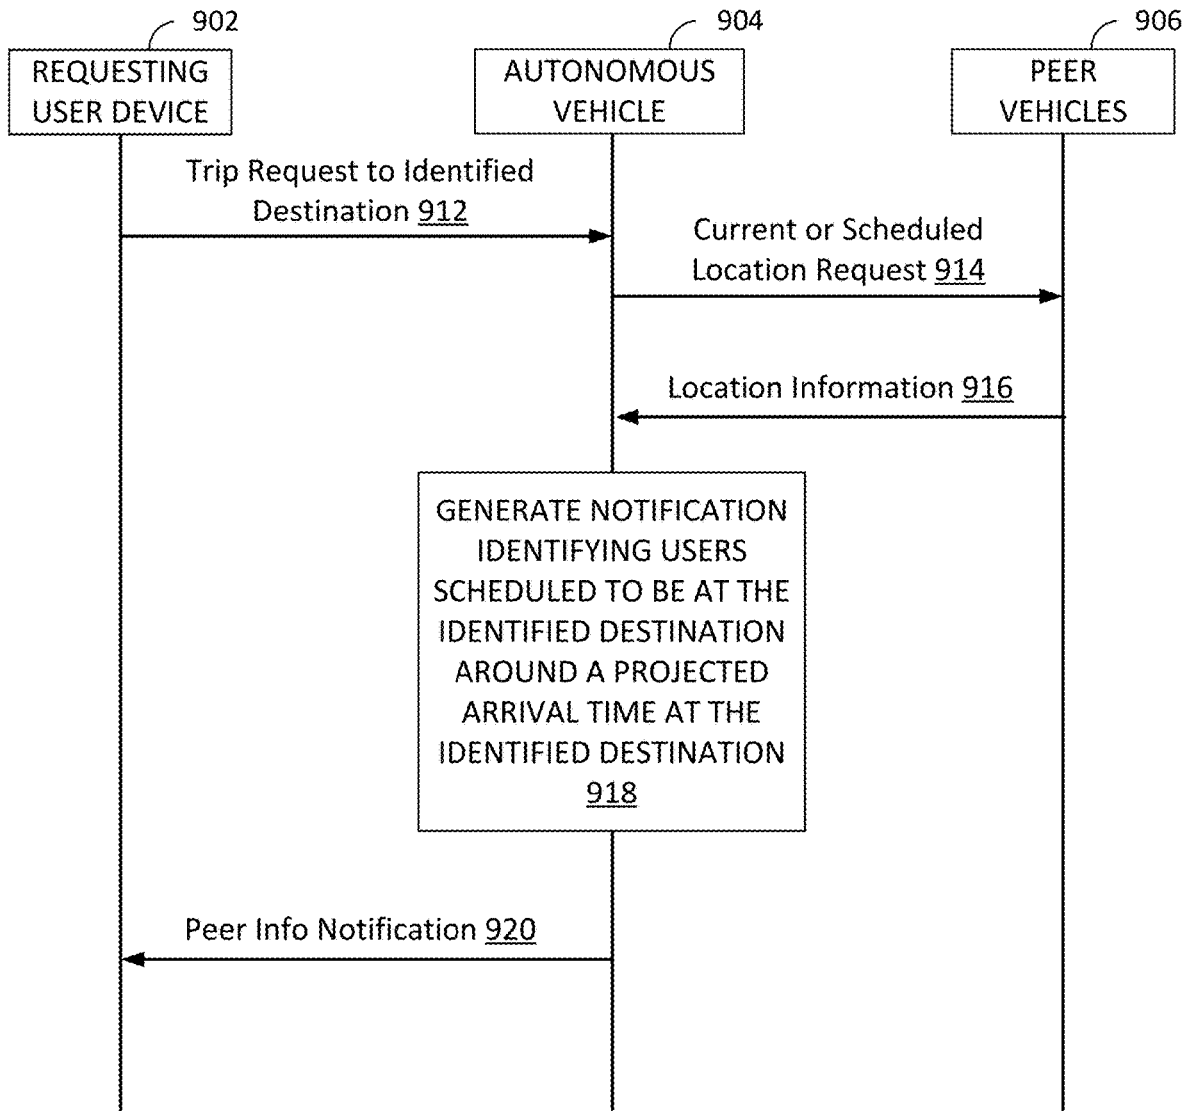 902
904
906
REQUESTING
USER DEVICE
AUTONOMOUS
VEHICLE
PEER
VEHICLES
Trip Request to Identified
Destination 912
Current or Scheduled
Location Request 914
Location Information 916
GENERATE NOTIFICATION
IDENTIFYING USERS
SCHEDULED TO BE AT THE
IDENTIFIED DESTINATION
AROUND A PROJECTED
ARRIVAL TIME AT THE
IDENTIFIED DESTINATION
918
Peer Info Notification 920